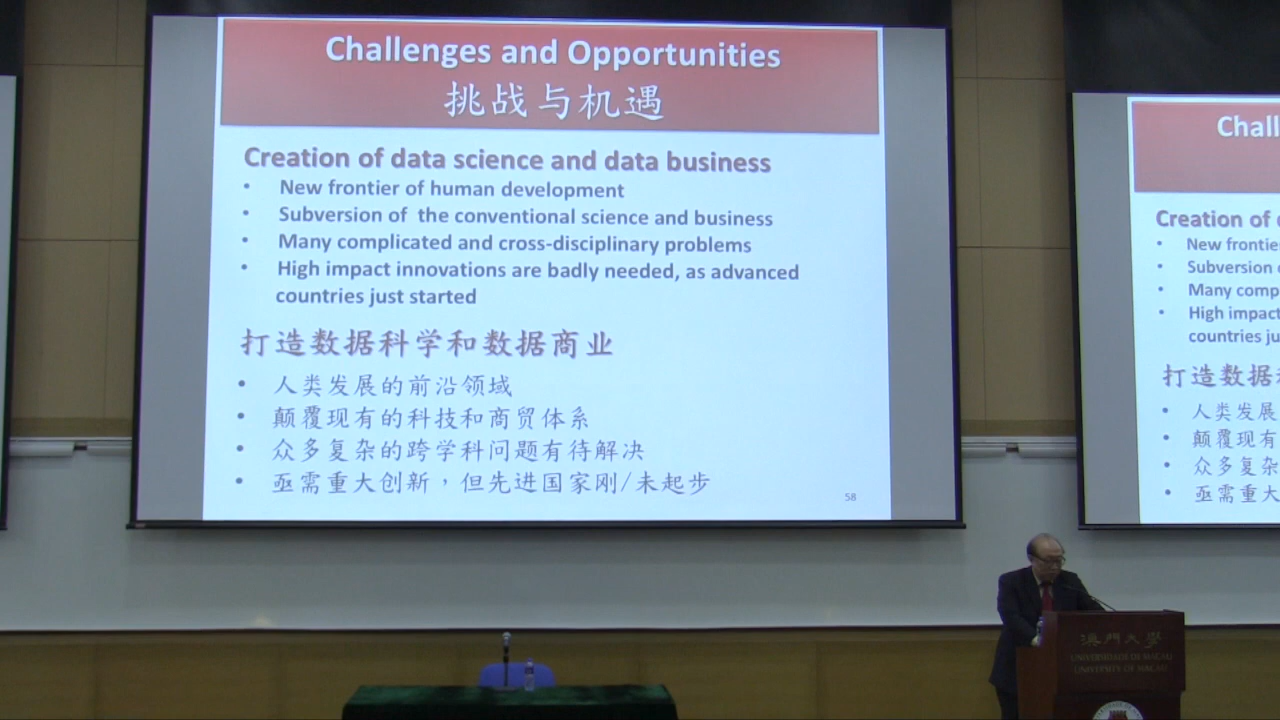 Challenges and Opportunities
挑战与机遇
Creation of data science and data business
• New frontier of human development
• Subversion of the conventional science and business
• Many complicated and cross-disciplinary problems
• High impact innovations are badly needed, as advanced
countries just started
打造数据科学和数据商业
• 人类发展的前沿领域
• 颠覆现有的科技和商贸体系
• 众多复杂的跨学科问题有待解决
• 亟需重大创新，但先进国家刚/未起步
58
Chall
Creation of
• New frontie
• Subversion
• Many comp
• High impact
countries ju
打造数据
• 人类发展
• 颠覆现有
• 众多复杂
• 亟需重大
澳門大學
UNIVERSIDADE DE MACAU
UNIVERSITY OF MACAU